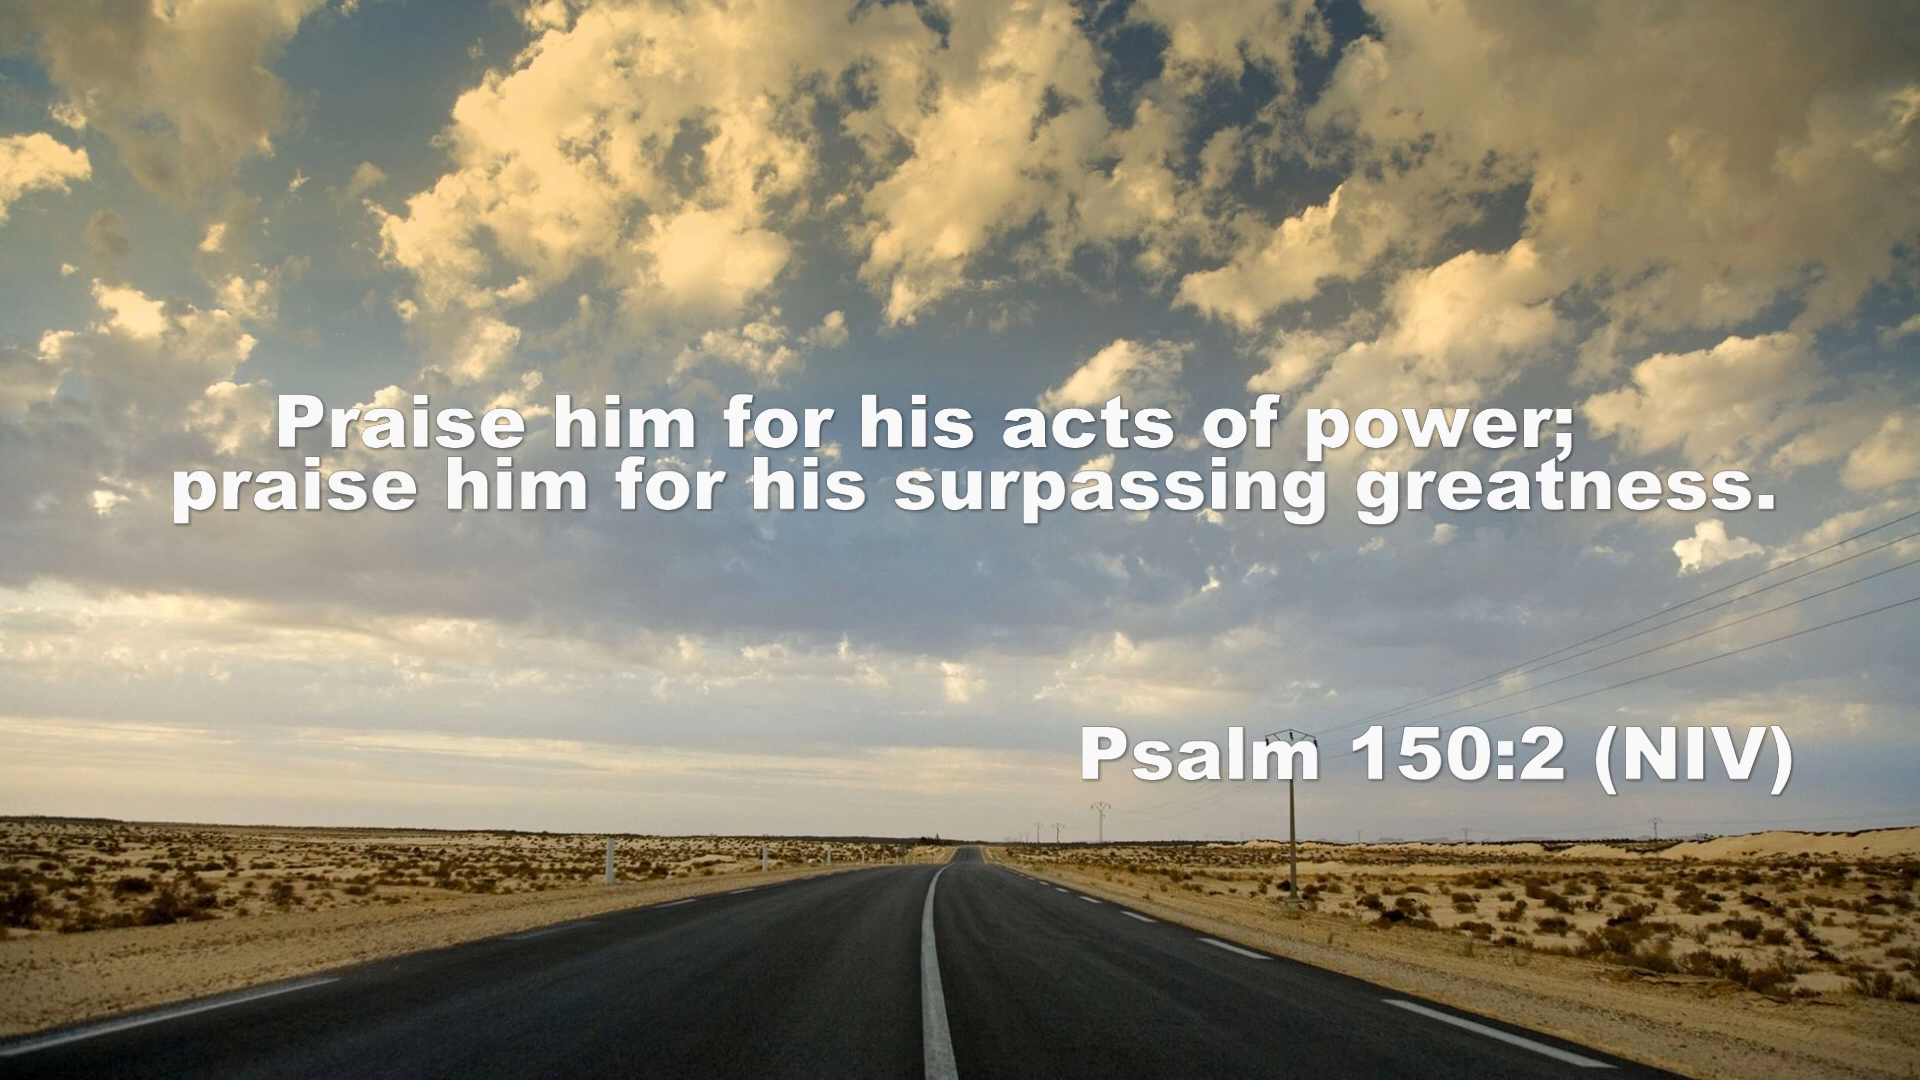 Praise him for his acts of power;
praise him for his surpassing greatness.
Psalm 150:2 (NIV)